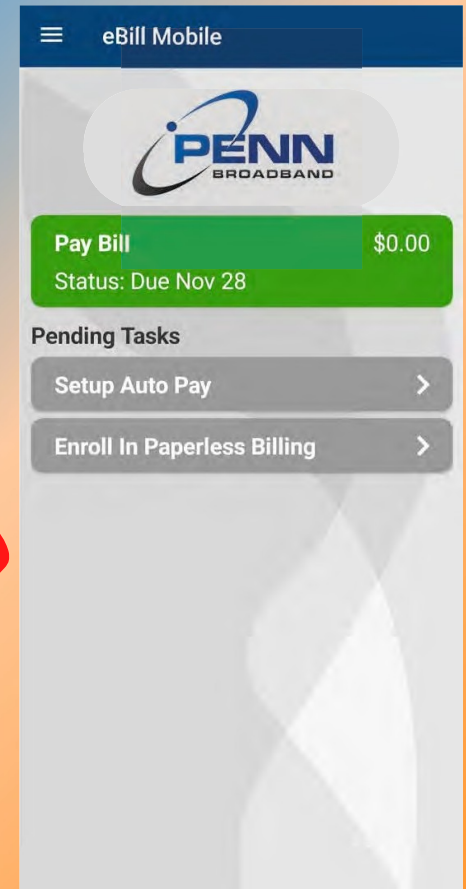 eBill Mobile
PENN
BROADBAND
Pay Bill $0.00
Status: Due Nov 28
Pending Tasks
Setup Auto Pay
Enroll In Paperless Billing